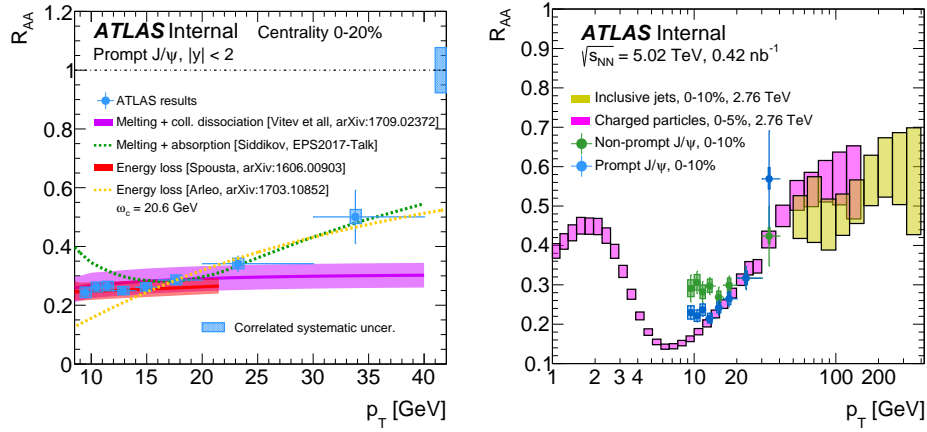 R_AA
ATLAS Internal
Centrality 0-20%
Prompt J/ψ, |y| < 2
ATLAS results
Melting + coll. dissociation [Vitev et all, arXiv:1709.02372]
Melting + absorption [Siddikov, EPS2017-Talk]
Energy loss [Spousta, arXiv:1606.00903]
Energy loss [Arleo, arXiv:1703.10852]
ω_c = 20.6 GeV
Correlated systematic uncer.
1.2
1
0.8
0.6
0.4
0.2
0
10 15 20 25 30 35 40
p_T [GeV]
R_AA
ATLAS Internal
√s_NN = 5.02 TeV, 0.42 nb^-1
Inclusive jets, 0-10%, 2.76 TeV
Charged particles, 0-5%, 2.76 TeV
Non-prompt J/ψ, 0-10%
Prompt J/ψ, 0-10%
1
0.9
0.8
0.7
0.6
0.5
0.4
0.3
0.2
0.1
1 2 3 4 10 20 100 200
p_T [GeV]